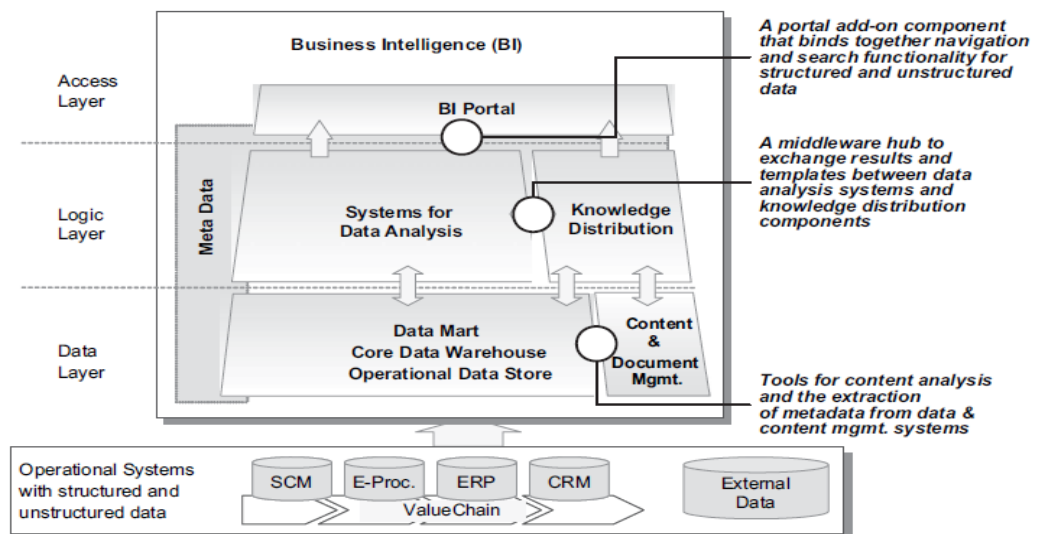 Business Intelligence (BI)
Access
Layer
BI Portal
Logic
Layer
Meta Data
Systems for
Data Analysis
Knowledge
Distribution
Data
Layer
Data Mart
Core Data Warehouse
Operational Data Store
Content
&
Document
Mgmt.
A portal add-on component
that binds together navigation
and search functionality for
structured and unstructured
data
A middleware hub to
exchange results and
templates between data
analysis systems and
knowledge distribution
components
Tools for content analysis
and the extraction
of metadata from data &
content mgmt. systems
Operational Systems
with structured and
unstructured data
SCM
E-Proc.
ERP
CRM
ValueChain
External
Data